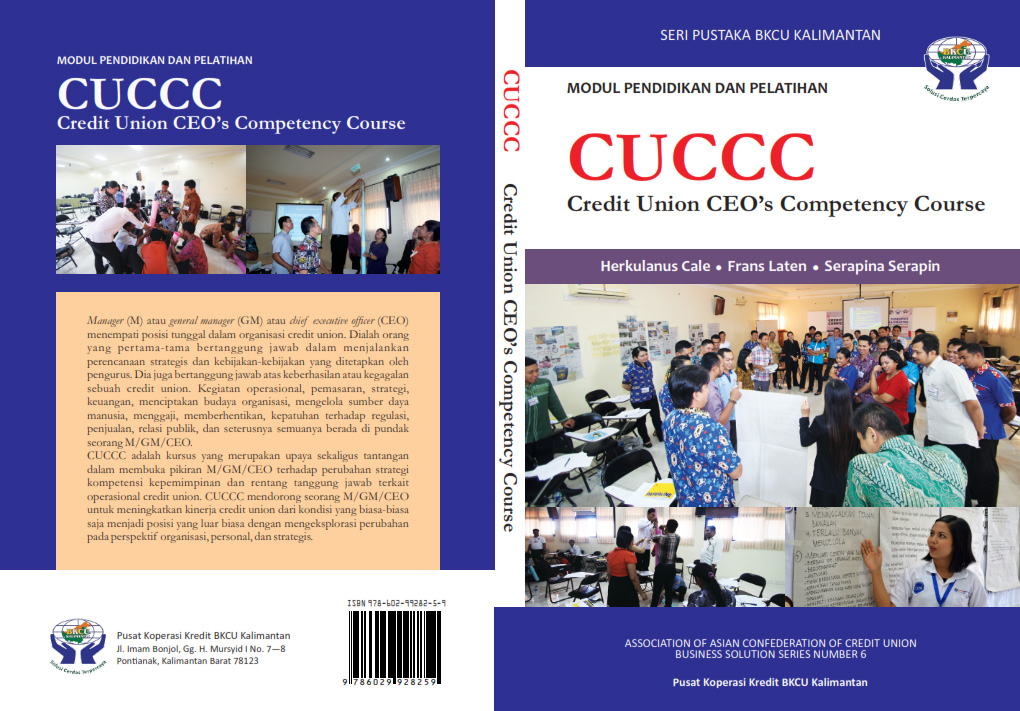 MODUL PENDIDIKAN DAN PELATIHAN
CUCCC
Credit Union CEO's Competency Course
Manager (M) atau general manager (GM) atau chief executive officer (CEO)
menempati posisi tunggal dalam organisasi credit union. Dialah orang
yang pertama-tama bertanggung jawab dalam menjalankan
perencanaan strategis dan kebijakan-kebijakan yang ditetapkan oleh
pengurus. Dia juga bertanggung jawab atas keberhasilan atau kegagalan
sebuah credit union. Kegiatan operasional, pemasaran, strategi,
keuangan, menciptakan budaya organisasi, mengelola sumber daya
manusia, menggaji, memberhentikan, kepatuhan terhadap regulasi,
penjualan, relasi publik, dan seterusnya semuanya berada di pundak
seorang M/GM/CEO.
CUCCC adalah kursus yang merupakan upaya sekaligus tantangan
dalam membuka pikiran M/GM/CEO terhadap perubahan strategi
kompetensi kepemimpinan dan rentang tanggung jawab terkait
operasional credit union. CUCCC mendorong seorang M/GM/CEO
untuk meningkatkan kinerja credit union dari kondisi yang biasa-biasa
saja menjadi posisi yang luar biasa dengan mengeksplorasi perubahan
pada perspektif organisasi, personal, dan strategis.
BKCU
KALIMANTAN
Solusi Cerdas Terpercaya
Pusat Koperasi Kredit BKCU Kalimantan
Jl. Imam Bonjol, Gg. H. Mursyid I No. 7—8
Pontianak, Kalimantan Barat 78123
ISBN 978-602-99282-5-9
9 786029 928259
CUCCC Credit Union CEO's Competency Course
SERI PUSTAKA BKCU KALIMANTAN
BKCU
KALIMANTAN
Solusi Cerdas Terpercaya
MODUL PENDIDIKAN DAN PELATIHAN
CUCCC
Credit Union CEO's Competency Course
Herkulanus Cale • Frans Laten • Serapina Serapin
ASSOCIATION OF ASIAN CONFEDERATION OF CREDIT UNION
BUSINESS SOLUTION SERIES NUMBER 6
Pusat Koperasi Kredit BKCU Kalimantan